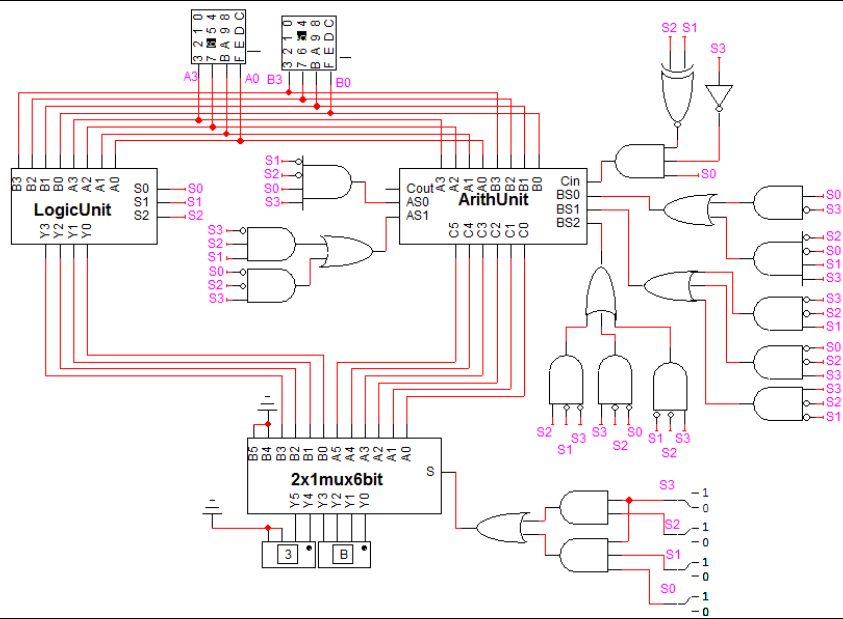 3 2 1 0
7 5 4
B A 9 8
F E D C
3 2 1 0
7 6 4
B A 9 8
F E D C
A3
A0
B3
B0
S2
S1
S3
S0
B3 B2 B1 B0 A3 A2 A1 A0
S0
S1
S2
LogicUnit
Y3 Y2 Y1 Y0
S0
S1
S2
S1
S2
S0
S3
A3 A2 A1 A0 B3 B2 B1 B0
Cout
AS0
AS1
ArithUnit
Cin
BS0
BS1
BS2
C5 C4 C3 C2 C1 C0
S3
S2
S1
S0
S2
S3
S0
S3
S2
S0
S1
S3
S3
S2
S1
S0
S2
S3
S3
S2
S1
S2
S1
S3
S3
S2
S0
S1
S2
S3
B5 B4 B3 B2 B1 B0 A5 A4 A3 A2 A1 A0
2x1mux6bit
S
Y5 Y4 Y3 Y2 Y1 Y0
3
B
S3
1
0
S2
1
0
S1
1
0
S0
1
0